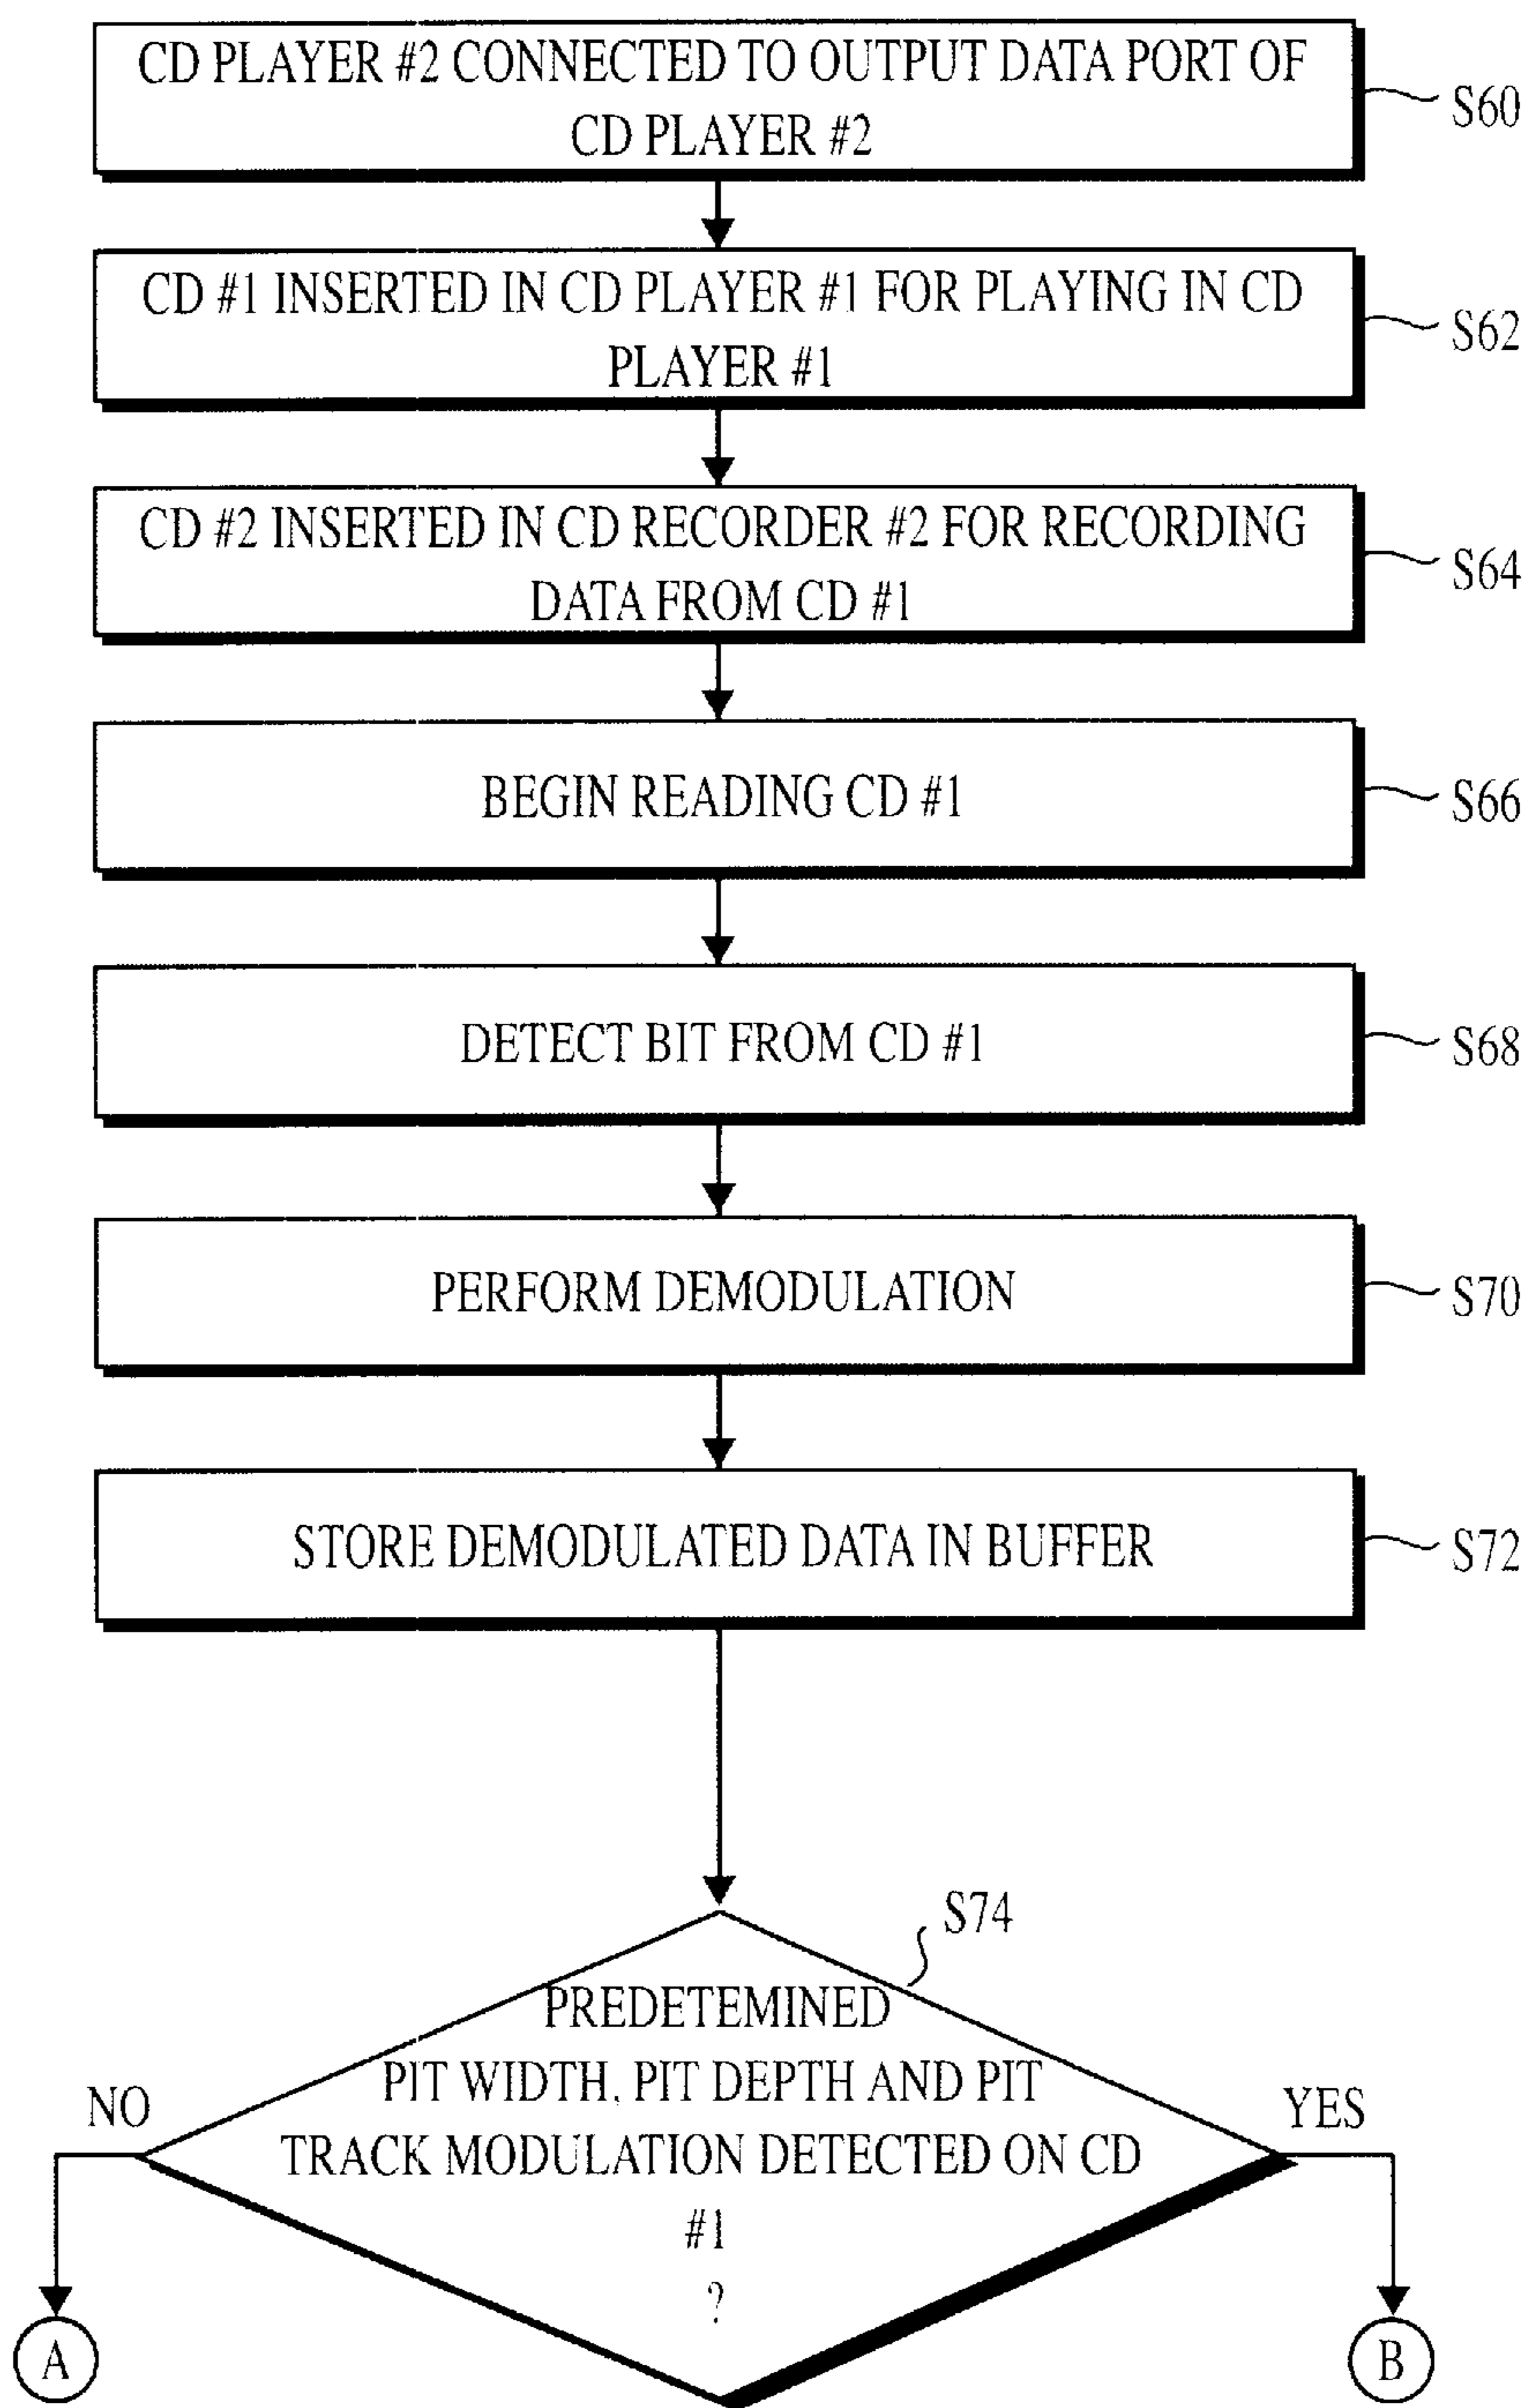 CD PLAYER #2 CONNECTED TO OUTPUT DATA PORT OF
CD PLAYER #2
S60
CD #1 INSERTED IN CD PLAYER #1 FOR PLAYING IN CD
PLAYER #1
S62
CD #2 INSERTED IN CD RECORDER #2 FOR RECORDING
DATA FROM CD #1
S64
BEGIN READING CD #1
S66
DETECT BIT FROM CD #1
S68
PERFORM DEMODULATION
S70
STORE DEMODULATED DATA IN BUFFER
S72
S74
PREDETEMINED
PIT WIDTH, PIT DEPTH AND PIT
TRACK MODULATION DETECTED ON CD
#1
?
NO
YES
A
B